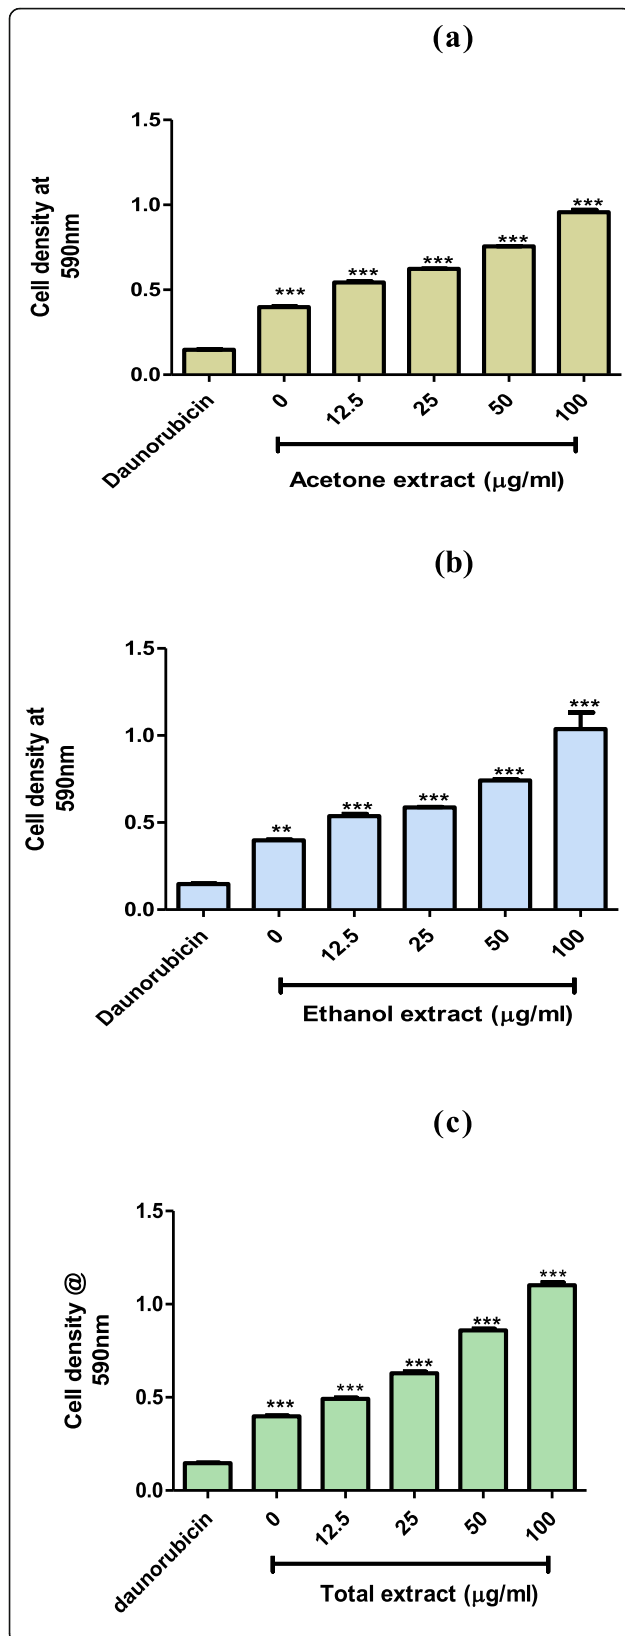 (a)
Cell density at
590nm
1.5
1.0
0.5
0.0
***
***
***
***
***
Daunorubicin 0 12.5 25 50 100
Acetone extract (μg/ml)
(b)
Cell density at
590nm
1.5
1.0
0.5
0.0
**
***
***
***
***
Daunorubicin 0 12.5 25 50 100
Ethanol extract (μg/ml)
(c)
Cell density @
590nm
1.5
1.0
0.5
0.0
***
***
***
***
***
daunorubicin 0 12.5 25 50 100
Total extract (μg/ml)